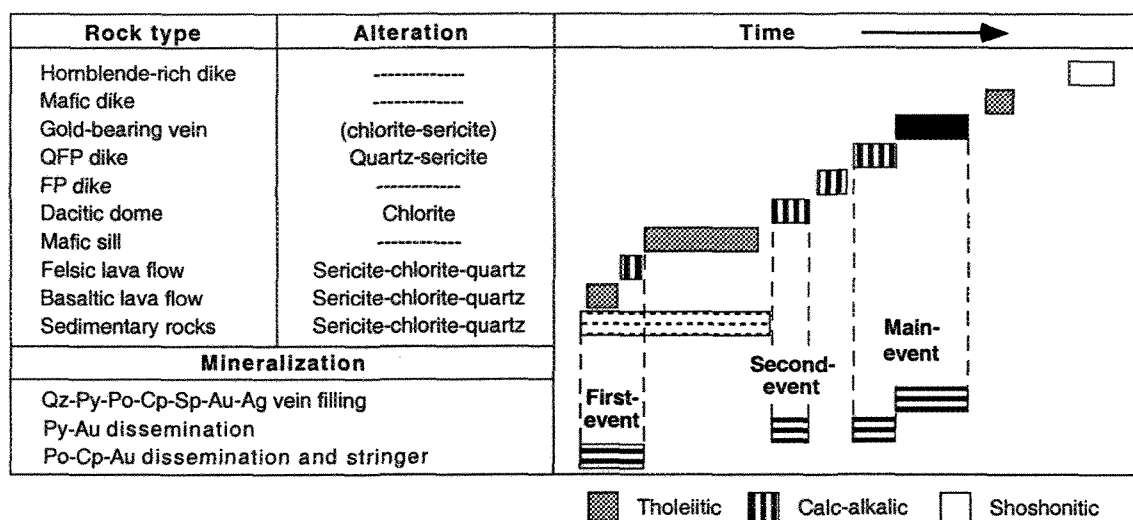 Rock type Alteration Time
Hornblende-rich dike ----------
Mafic dike ----------
Gold-bearing vein (chlorite-sericite)
QFP dike Quartz-sericite
FP dike ----------
Dacitic dome Chlorite
Mafic sill ----------
Felsic lava flow Sericite-chlorite-quartz
Basaltic lava flow Sericite-chlorite-quartz
Sedimentary rocks Sericite-chlorite-quartz
Mineralization
Qz-Py-Po-Cp-Sp-Au-Ag vein filling
Py-Au dissemination
Po-Cp-Au dissemination and stringer
First-
event
Second-
event
Main-
event
Tholeiitic Calc-alkalic Shoshonitic